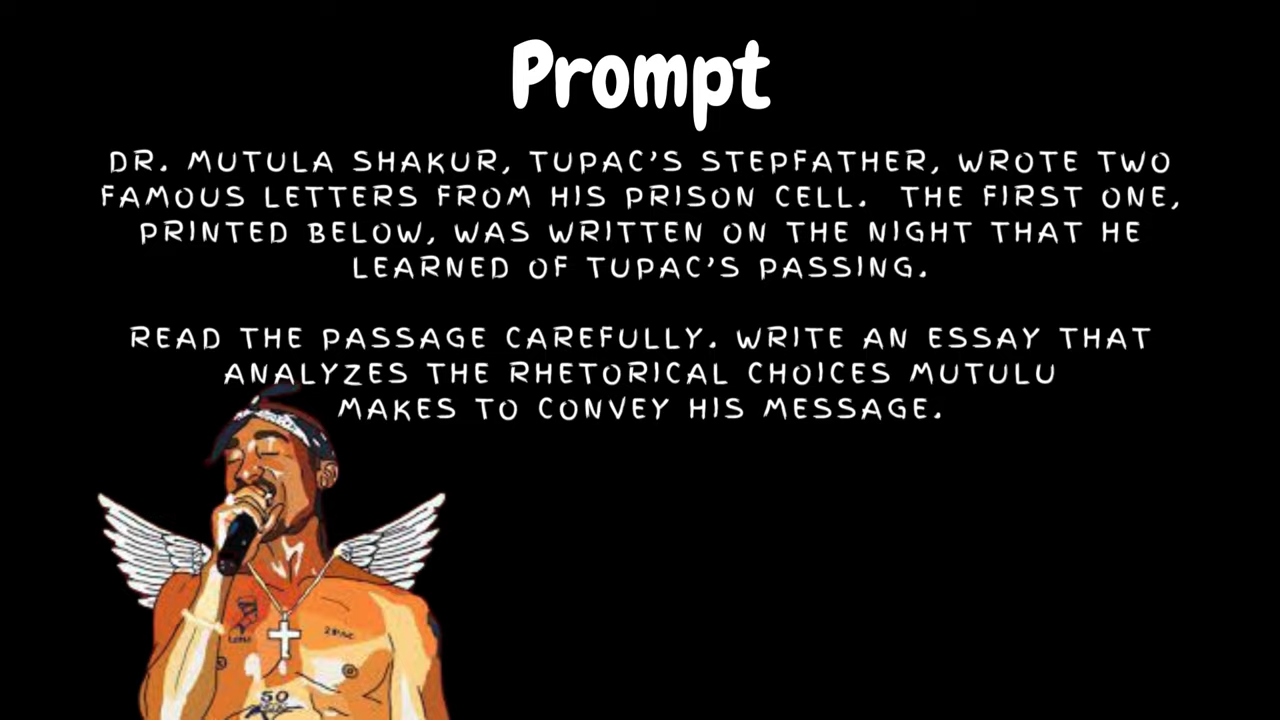 Prompt
DR. MUTULA SHAKUR, TUPAC'S STEPFATHER, WROTE TWO
FAMOUS LETTERS FROM HIS PRISON CELL. THE FIRST ONE,
PRINTED BELOW, WAS WRITTEN ON THE NIGHT THAT HE
LEARNED OF TUPAC'S PASSING.
READ THE PASSAGE CAREFULLY. WRITE AN ESSAY THAT
ANALYZES THE RHETORICAL CHOICES MUTULU
MAKES TO CONVEY HIS MESSAGE.
2PAC
50